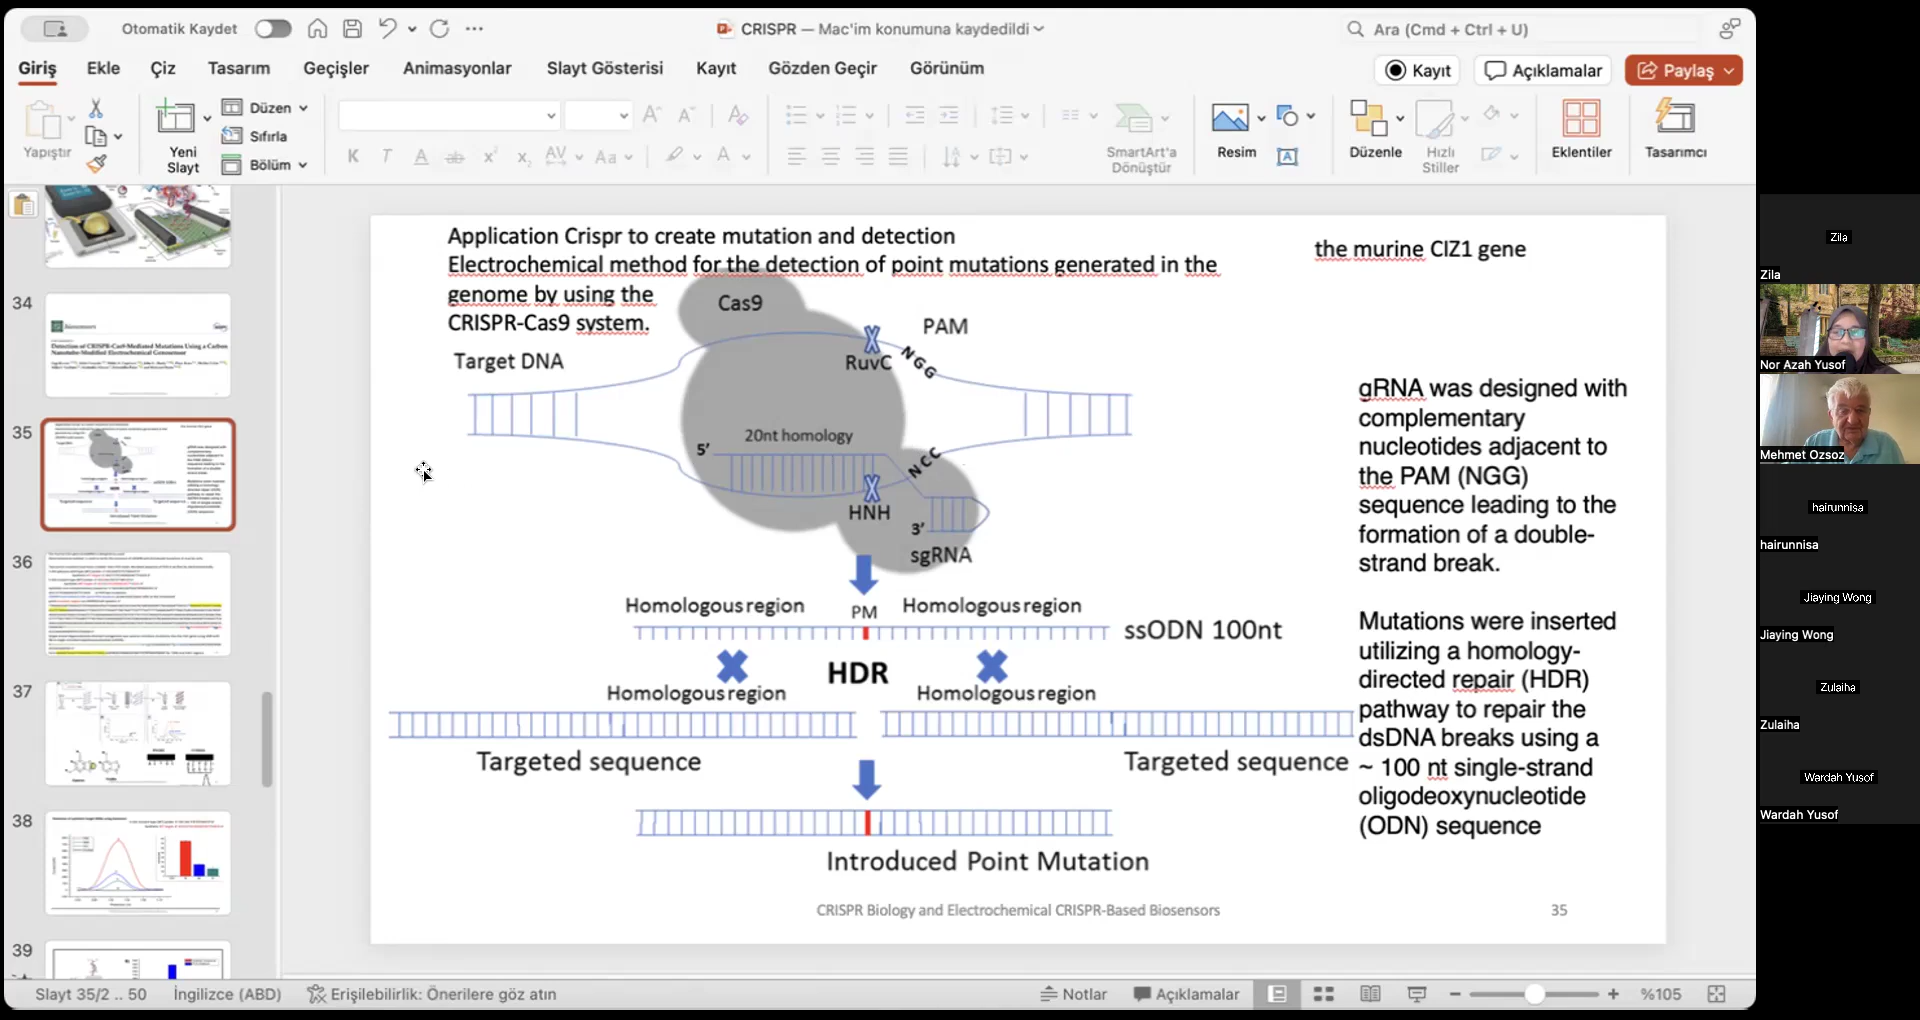 Otomatik Kaydet
CRISPR — Mac'im konumuna kaydedildi
Ara (Cmd + Ctrl + U)
Giriş
Ekle
Çiz
Tasarım
Geçişler
Animasyonlar
Slayt Gösterisi
Kayıt
Gözden Geçir
Görünüm
Kayıt
Açıklamalar
Paylaş
Yapıştır
Yeni
Slayt
Düzen
Sıfırla
Bölüm
SmartArt'a
Dönüştür
Resim
Düzenle
Hızlı
Stiller
Eklentiler
Tasarımcı
34
35
36
37
38
39
Application Crispr to create mutation and detection
Electrochemical method for the detection of point mutations generated in the
genome by using the
CRISPR-Cas9 system.
the murine CIZ1 gene
Cas9
PAM
Target DNA
RuvC
NGG
20nt homology
5'
NCC
HNH
3'
sgRNA
Homologous region
PM
Homologous region
ssODN 100nt
HDR
Homologous region
Homologous region
Targeted sequence
Targeted sequence
Introduced Point Mutation
gRNA was designed with
complementary
nucleotides adjacent to
the PAM (NGG)
sequence leading to the
formation of a double-
strand break.
Mutations were inserted
utilizing a homology-
directed repair (HDR)
pathway to repair the
dsDNA breaks using a
~ 100 nt single-strand
oligodeoxynucleotide
(ODN) sequence
CRISPR Biology and Electrochemical CRISPR-Based Biosensors
35
Slayt 35/2 .. 50
İngilizce (ABD)
Erişilebilirlik: Önerilere göz atın
Notlar
Açıklamalar
%105
Zila
Zila
Nor Azah Yusof
Mehmet Ozsoz
hairunnisa
hairunnisa
Jiaying Wong
Jiaying Wong
Zulaiha
Zulaiha
Wardah Yusof
Wardah Yusof